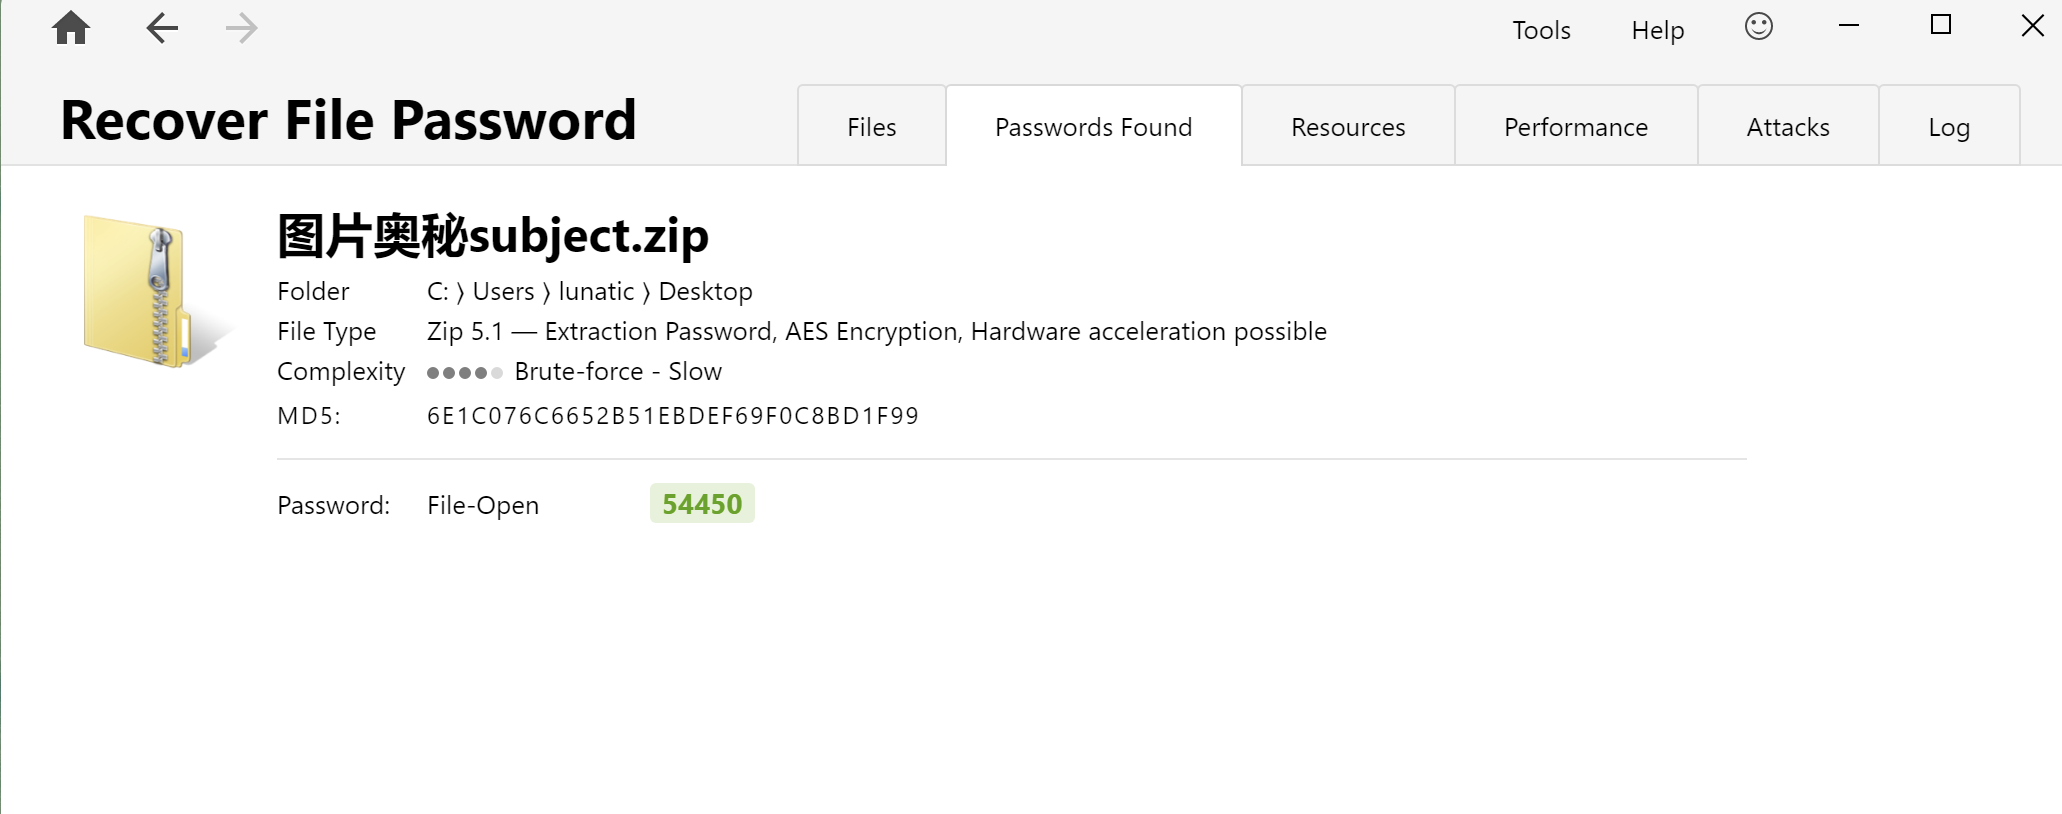 Tools Help
Recover File Password
Files Passwords Found Resources Performance Attacks Log
图片奥秘subject.zip
Folder C: 〉 Users 〉 lunatic 〉 Desktop
File Type Zip 5.1 — Extraction Password, AES Encryption, Hardware acceleration possible
Complexity Brute-force - Slow
MD5: 6E1C076C6652B51EBDEF69F0C8BD1F99
Password: File-Open 54450